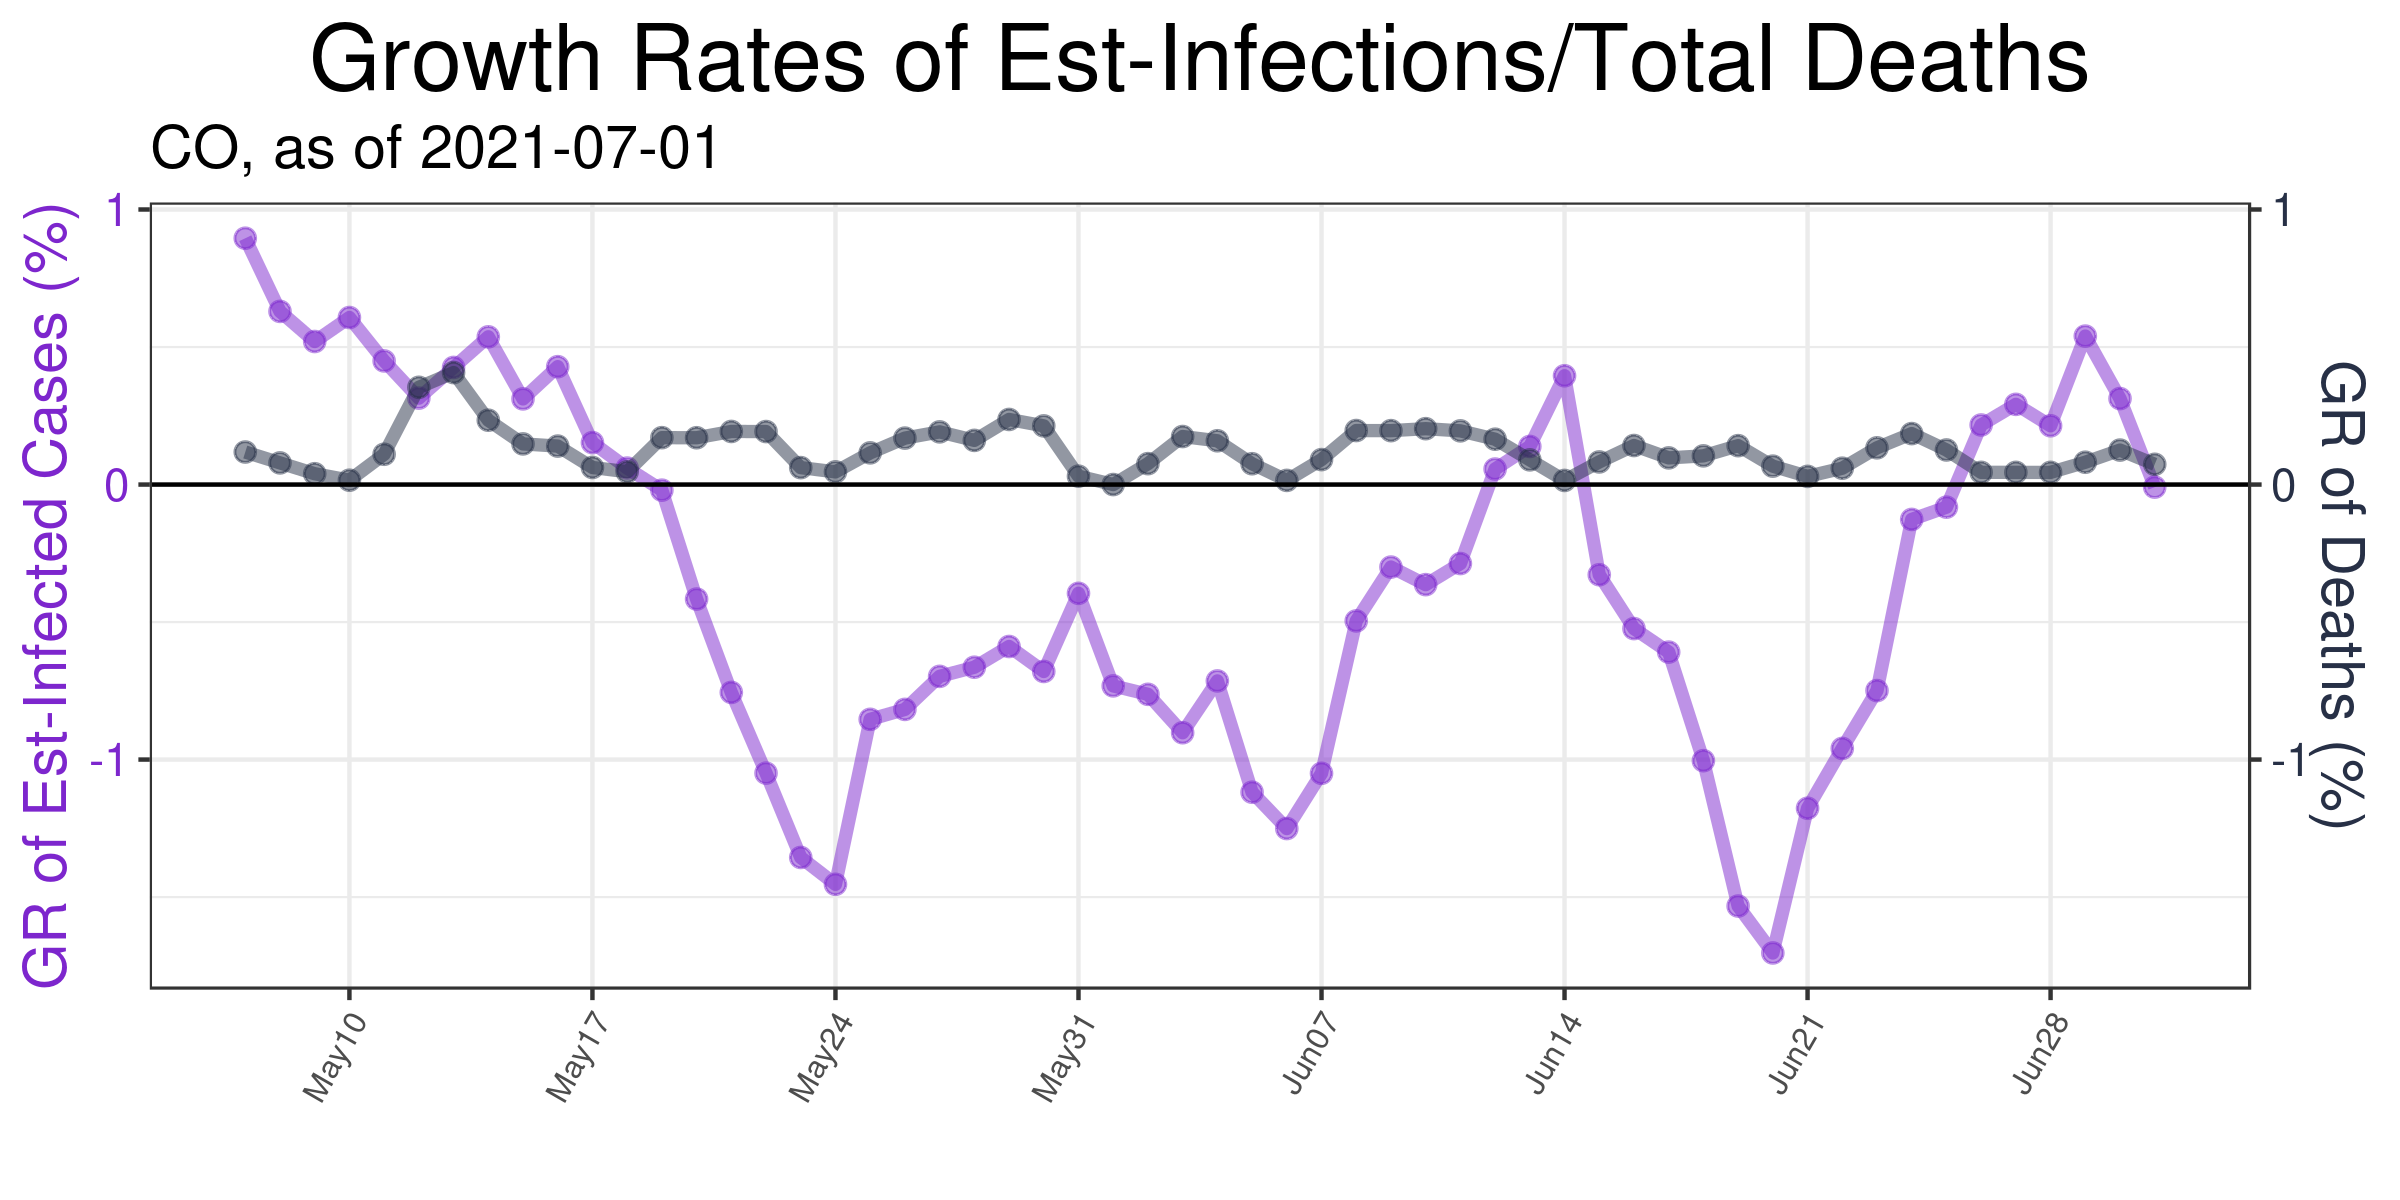 Growth Rates of Est-Infections/Total Deaths
CO, as of 2021-07-01
GR of Est-Infected Cases (%)
1
0
-1
1
0
-1
GR of Deaths (%)
May10
May17
May24
May31
Jun07
Jun14
Jun21
Jun28